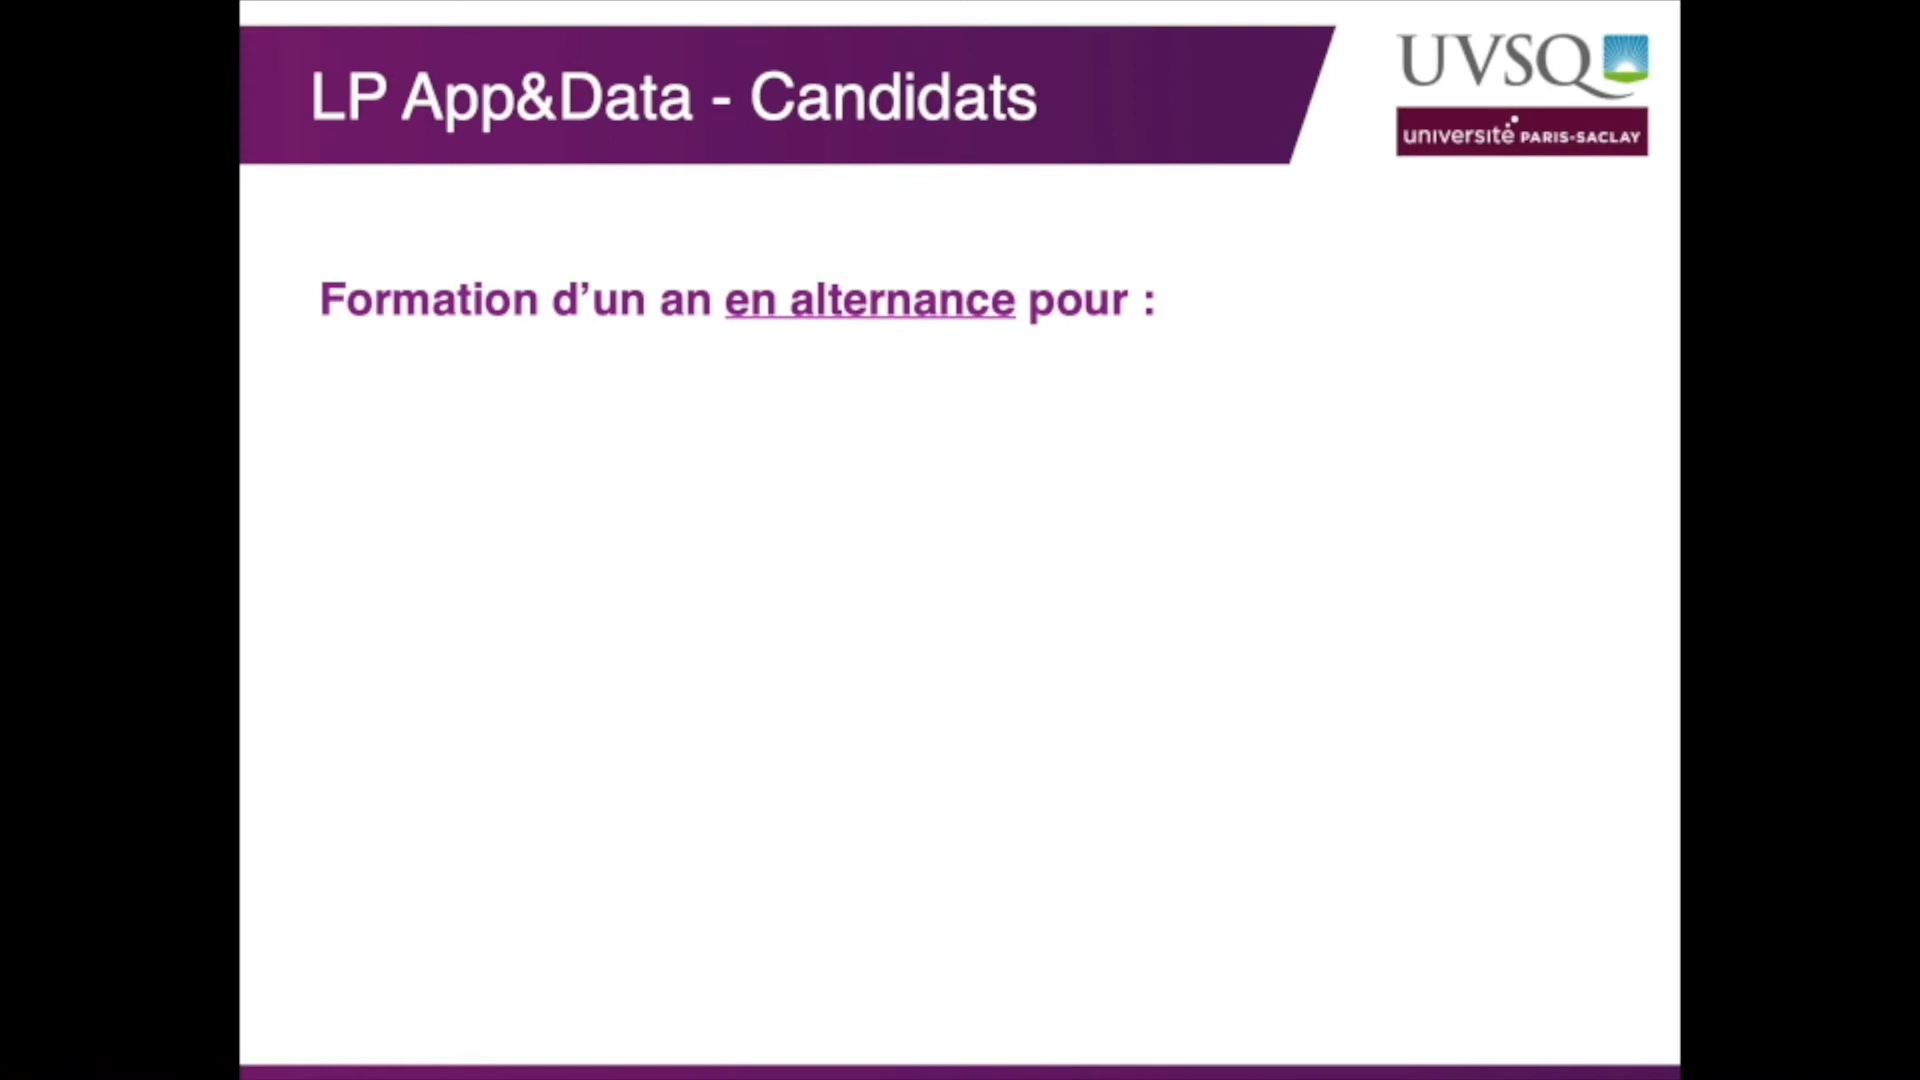 LP App&Data - Candidats
UVSQ
université PARIS-SACLAY
Formation d’un an en alternance pour :